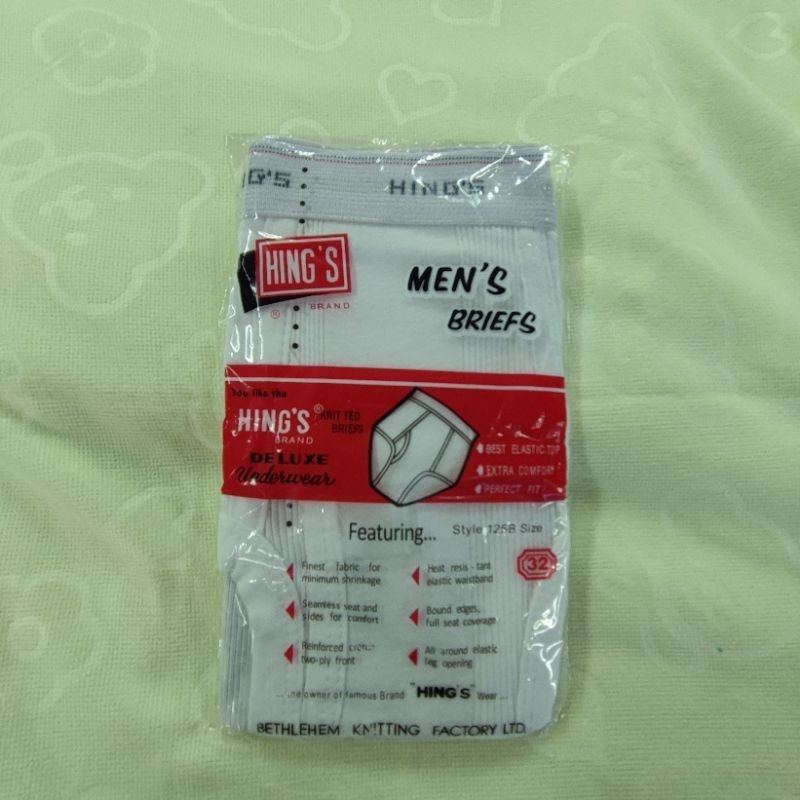 G'S HING'S
HING'S
® BRAND
MEN'S
BRIEFS
You like the
HING'S® KNITTED
BRAND BRIEFS
DELUXE
Underwear
BEST ELASTIC TOP
EXTRA COMFORT
PERFECT FIT
Featuring... Style 125B Size
32
Finest fabric for
minimum shrinkage
Seamless seat and
sides for comfort
Reinforced crotch
two-ply front
Heat resis-tant
elastic waistband
Bound edges,
full seat coverage
All around elastic
leg opening
owner of famous Brand "HING'S" Wear...
BETHLEHEM KNITTING FACTORY LTD.